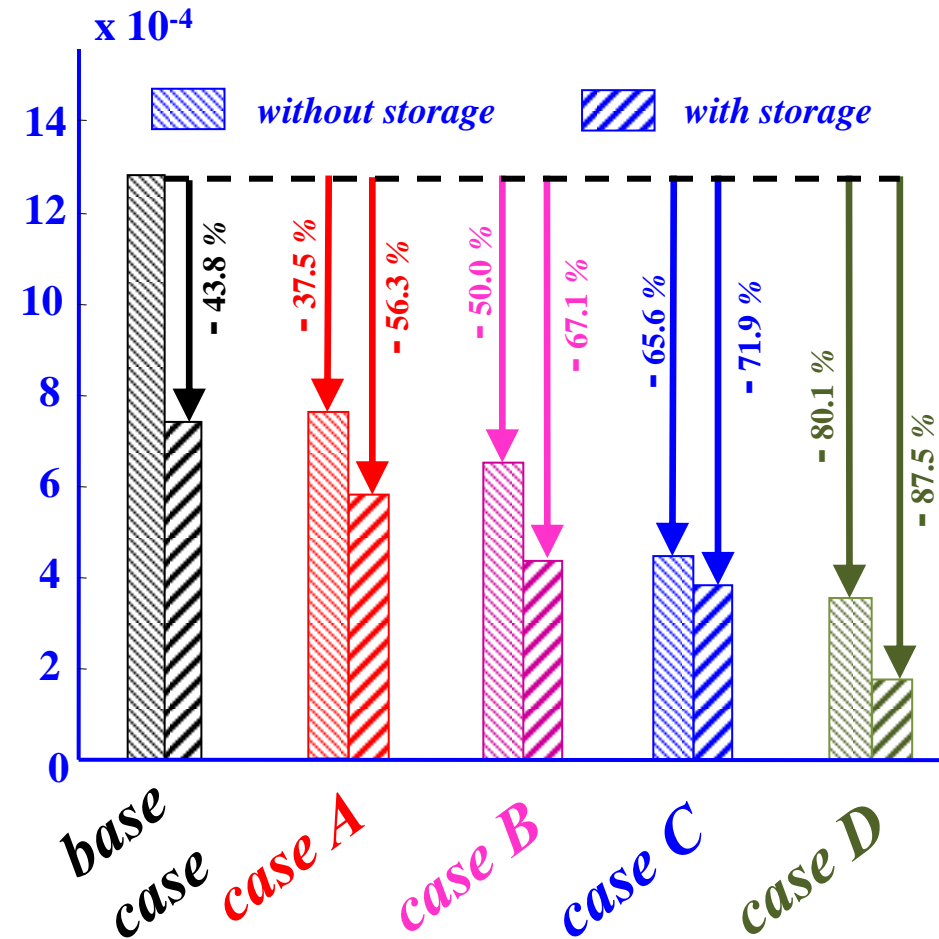 x 10-4
without storage
with storage
14
12
10
8
6
4
2
0
- 43.8 %
- 37.5 %
- 56.3 %
- 50.0 %
- 67.1 %
- 65.6 %
- 71.9 %
- 80.1 %
- 87.5 %
base
case
case A
case B
case C
case D